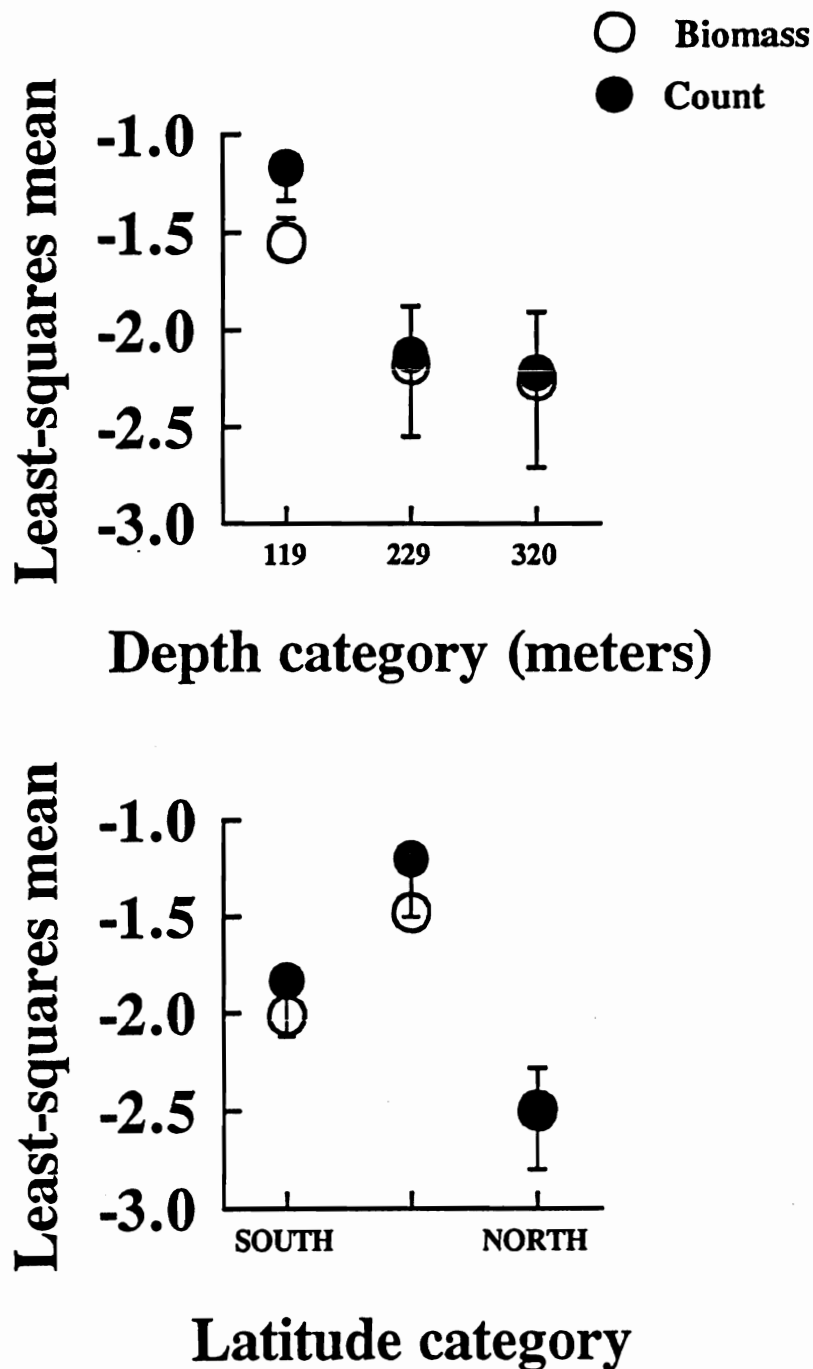 Biomass
Count
Least-squares mean
-1.0
-1.5
-2.0
-2.5
-3.0
119 229 320
Depth category (meters)
Least-squares mean
-1.0
-1.5
-2.0
-2.5
-3.0
SOUTH NORTH
Latitude category